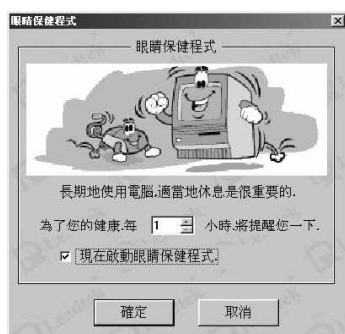 眼睛保健程式
眼睛保健程式
長期地使用電腦,適當地休息是很重要的.
為了您的健康.每 1 小時.將提醒您一下.
現在啟動眼睛保健程式.
確定 取消
Leadtek